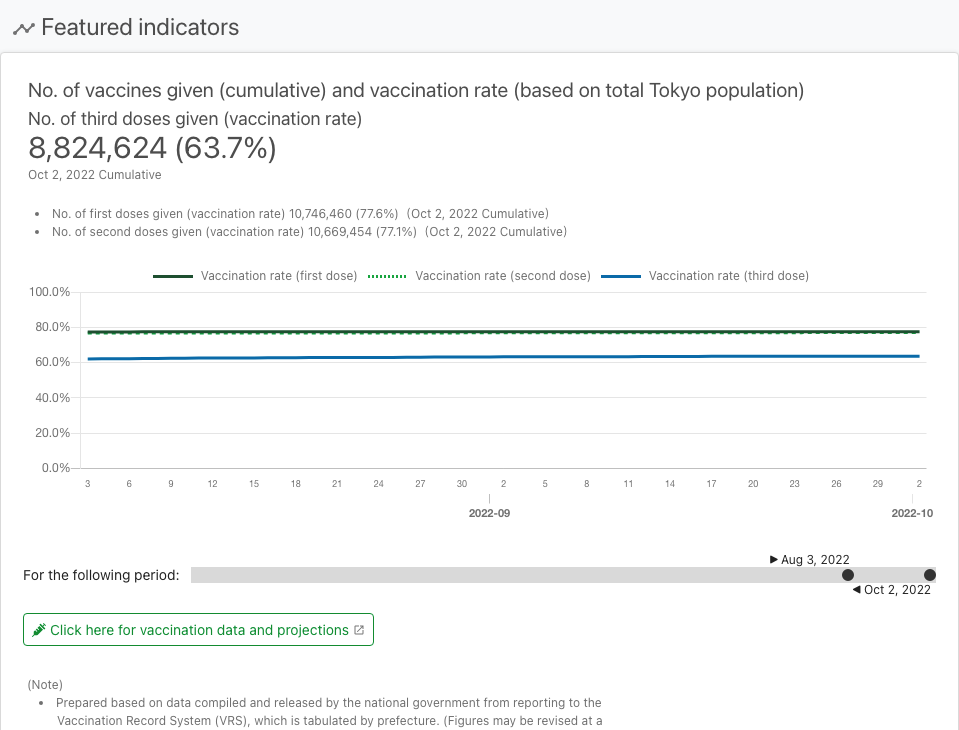 Featured indicators
No. of vaccines given (cumulative) and vaccination rate (based on total Tokyo population)
No. of third doses given (vaccination rate)
8,824,624 (63.7%)
Oct 2, 2022 Cumulative
• No. of first doses given (vaccination rate) 10,746,460 (77.6%) (Oct 2, 2022 Cumulative)
• No. of second doses given (vaccination rate) 10,669,454 (77.1%) (Oct 2, 2022 Cumulative)
Vaccination rate (first dose) Vaccination rate (second dose) Vaccination rate (third dose)
100.0%
80.0%
60.0%
40.0%
20.0%
0.0%
3 6 9 12 15 18 21 24 27 30 2 5 8 11 14 17 20 23 26 29 2
2022-09 2022-10
▶ Aug 3, 2022
For the following period:
◀ Oct 2, 2022
Click here for vaccination data and projections
(Note)
• Prepared based on data compiled and released by the national government from reporting to the
Vaccination Record System (VRS), which is tabulated by prefecture. (Figures may be revised at a